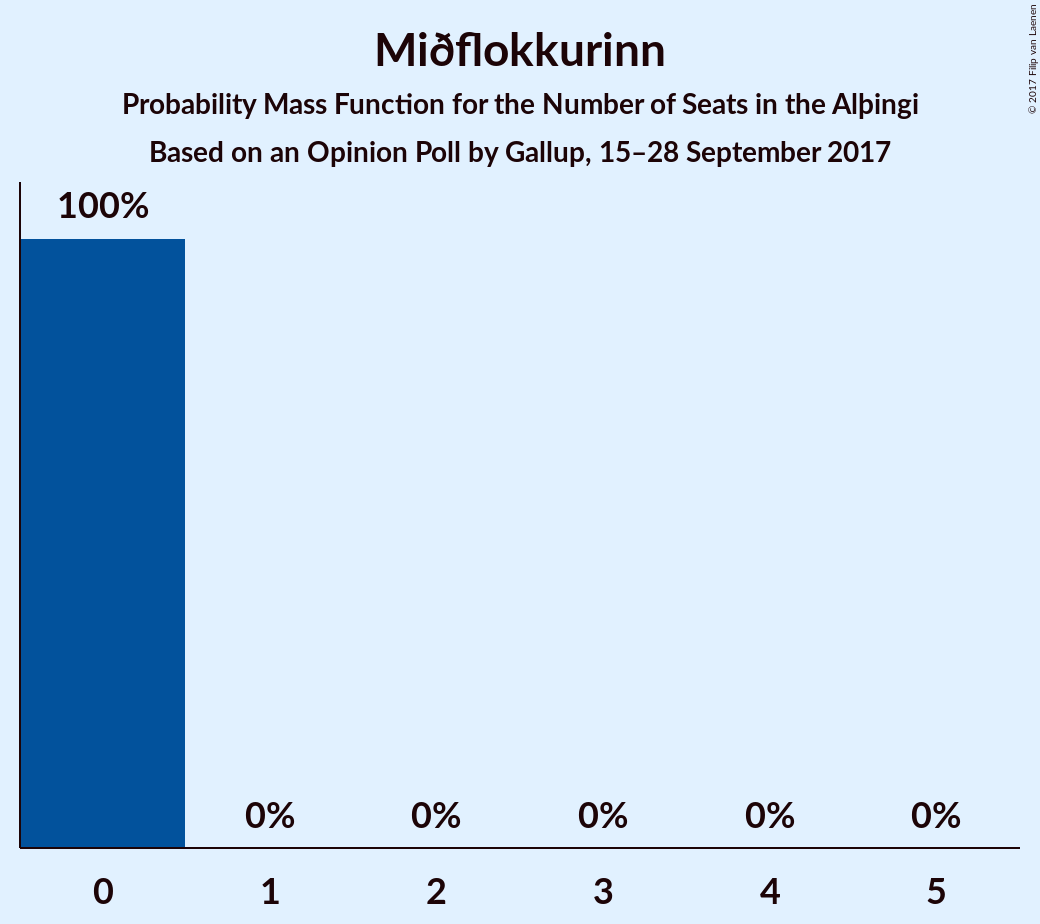 Miðflokkurinn
Probability Mass Function for the Number of Seats in the Alþingi
Based on an Opinion Poll by Gallup, 15–28 September 2017
© 2017 Filip van Laenen
100%
0% 0% 0% 0% 0%
0 1 2 3 4 5